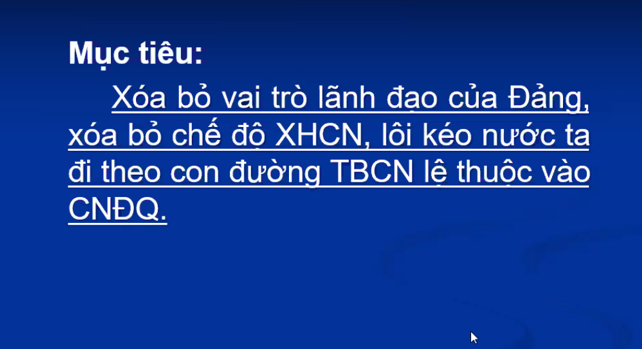 Mục tiêu:
Xóa bỏ vai trò lãnh đạo của Đảng,
xóa bỏ chế độ XHCN, lôi kéo nước ta
đi theo con đường TBCN lệ thuộc vào
CNĐQ.